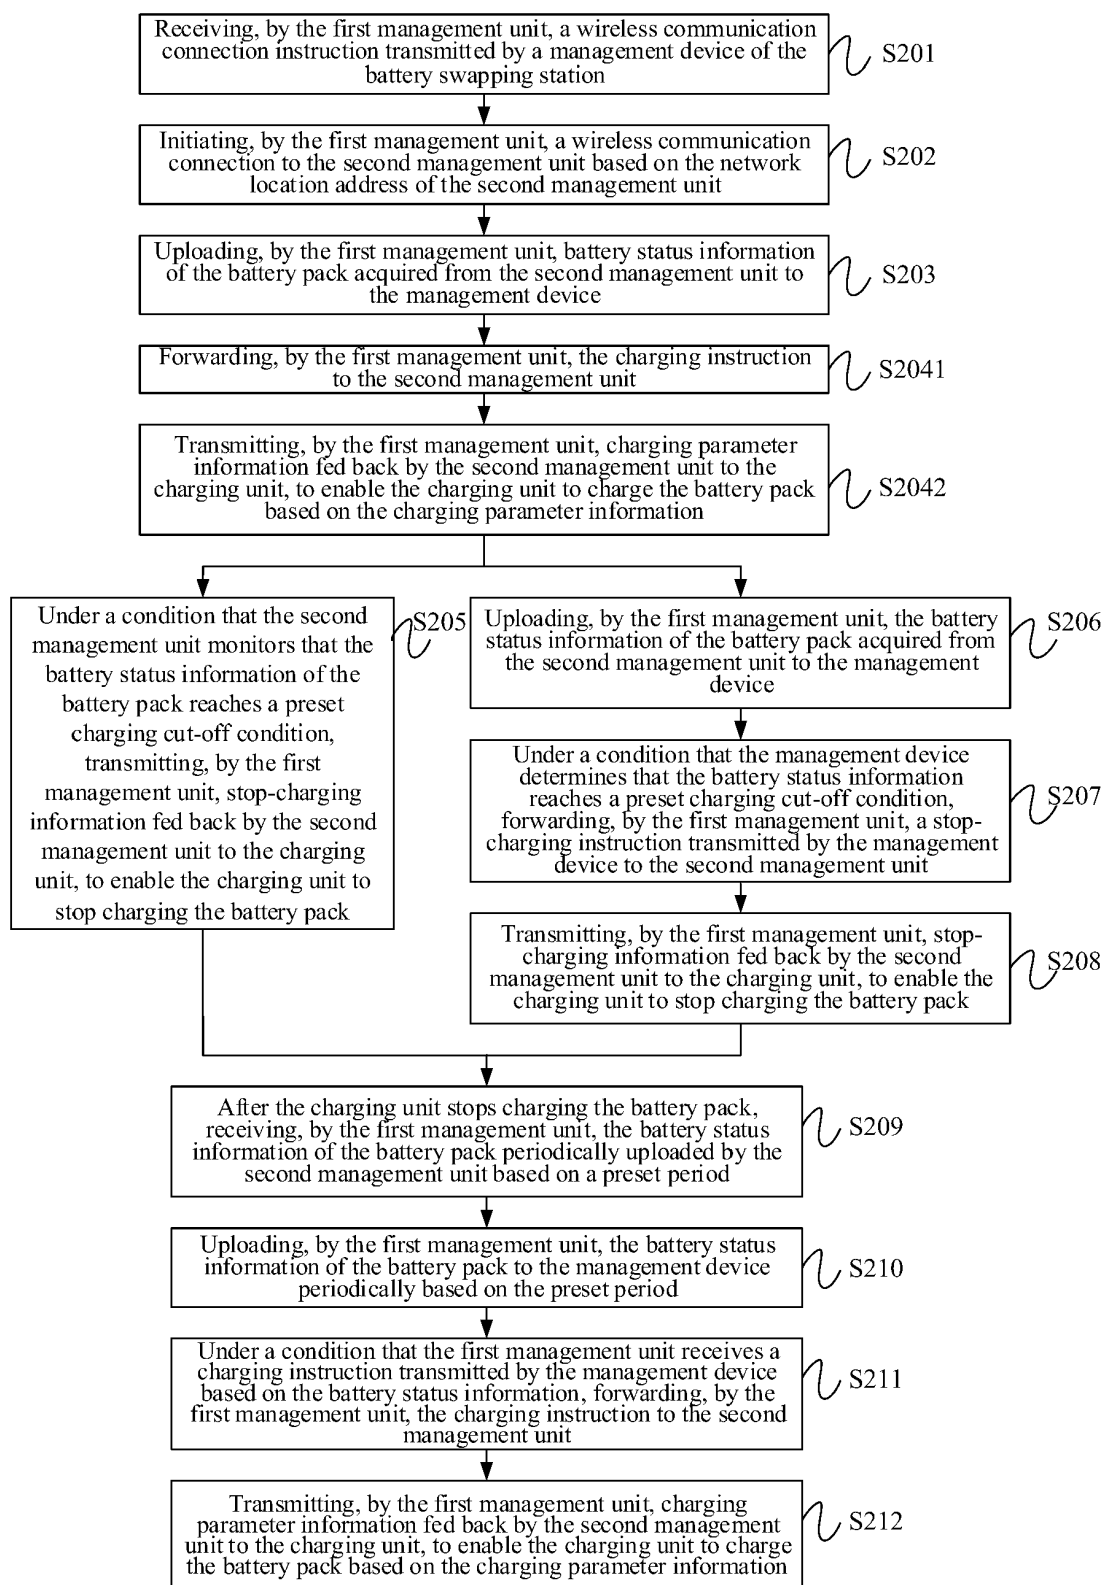 Receiving, by the first management unit, a wireless communication
connection instruction transmitted by a management device of the
battery swapping station
S201
Initiating, by the first management unit, a wireless communication
connection to the second management unit based on the network
location address of the second management unit
S202
Uploading, by the first management unit, battery status information
of the battery pack acquired from the second management unit to
the management device
S203
Forwarding, by the first management unit, the charging instruction
to the second management unit
S2041
Transmitting, by the first management unit, charging parameter
information fed back by the second management unit to the
charging unit, to enable the charging unit to charge the battery pack
based on the charging parameter information
S2042
Under a condition that the second
management unit monitors that the
battery status information of the
battery pack reaches a preset
charging cut-off condition,
transmitting, by the first
management unit, stop-charging
information fed back by the second
management unit to the charging
unit, to enable the charging unit to
stop charging the battery pack
S205
Uploading, by the first management unit, the battery
status information of the battery pack acquired from
the second management unit to the management
device
S206
Under a condition that the management device
determines that the battery status information
reaches a preset charging cut-off condition,
forwarding, by the first management unit, a stop-
charging instruction transmitted by the management
device to the second management unit
S207
Transmitting, by the first management unit, stop-
charging information fed back by the second
management unit to the charging unit, to enable the
charging unit to stop charging the battery pack
S208
After the charging unit stops charging the battery pack,
receiving, by the first management unit, the battery status
information of the battery pack periodically uploaded by the
second management unit based on a preset period
S209
Uploading, by the first management unit, the battery status
information of the battery pack to the management device
periodically based on the preset period
S210
Under a condition that the first management unit receives a
charging instruction transmitted by the management device
based on the battery status information, forwarding, by the
first management unit, the charging instruction to the second
management unit
S211
Transmitting, by the first management unit, charging
parameter information fed back by the second management
unit to the charging unit, to enable the charging unit to charge
the battery pack based on the charging parameter information
S212